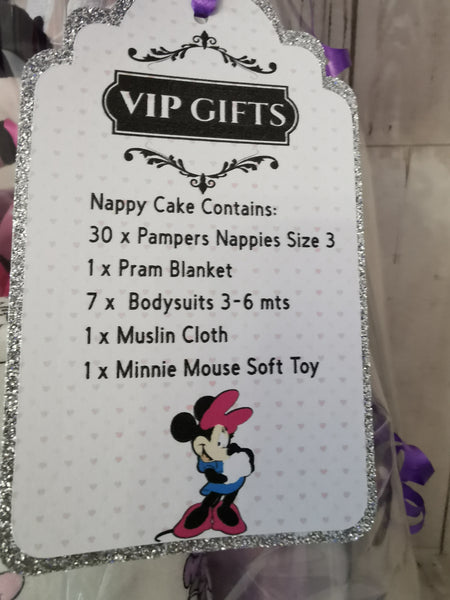 VIP GIFTS
Nappy Cake Contains:
30 x Pampers Nappies Size 3
1 x Pram Blanket
7 x Bodysuits 3-6 mts
1 x Muslin Cloth
1 x Minnie Mouse Soft Toy